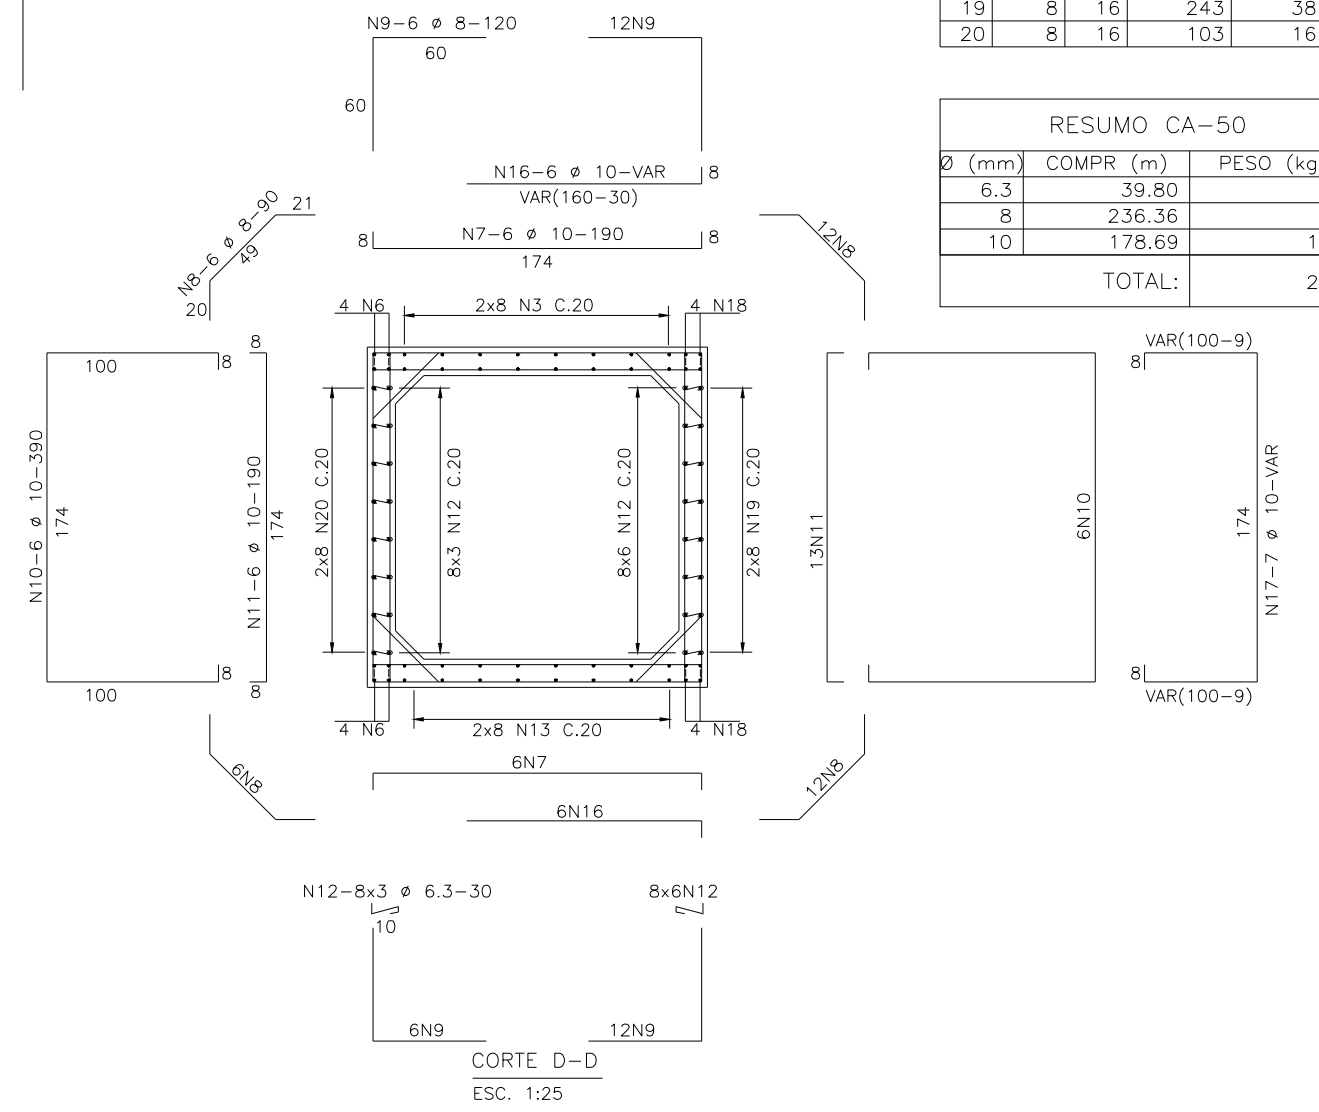 N9-6 ø 8-120
12N9
60
60
19 8 16 243 38
20 8 16 103 16
RESUMO CA-50
Ø (mm) COMPR (m) PESO (kg
6.3 39.80
8 236.36
10 178.69 1
TOTAL: 2
N16-6 ø 10-VAR
8
VAR(160-30)
N8-6 ø 8-90
21
49
20
8
N7-6 ø 10-190
8
174
12N8
4 N6
2x8 N3 C.20
4 N18
100
8
8
N10-6 ø 10-390
174
N11-6 ø 10-190
174
8
100
8
2x8 N20 C.20
8x3 N12 C.20
8x6 N12 C.20
2x8 N19 C.20
13N11
6N10
VAR(100-9)
8
174
N17-7 ø 10-VAR
8
VAR(100-9)
4 N6
2x8 N13 C.20
4 N18
6N8
6N7
12N8
6N16
N12-8x3 ø 6.3-30
8x6N12
10
6N9
12N9
CORTE D-D
ESC. 1:25